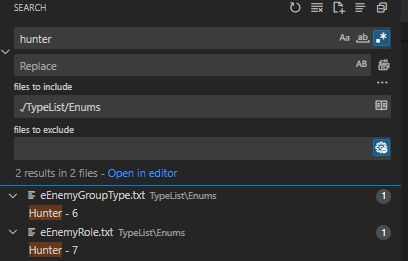 SEARCH
hunter
Aa ab .*
Replace
AB
files to include
./TypeList/Enums
files to exclude
2 results in 2 files - Open in editor
eEnemyGroupType.txt TypeList\Enums 1
Hunter - 6
eEnemyRole.txt TypeList\Enums 1
Hunter - 7